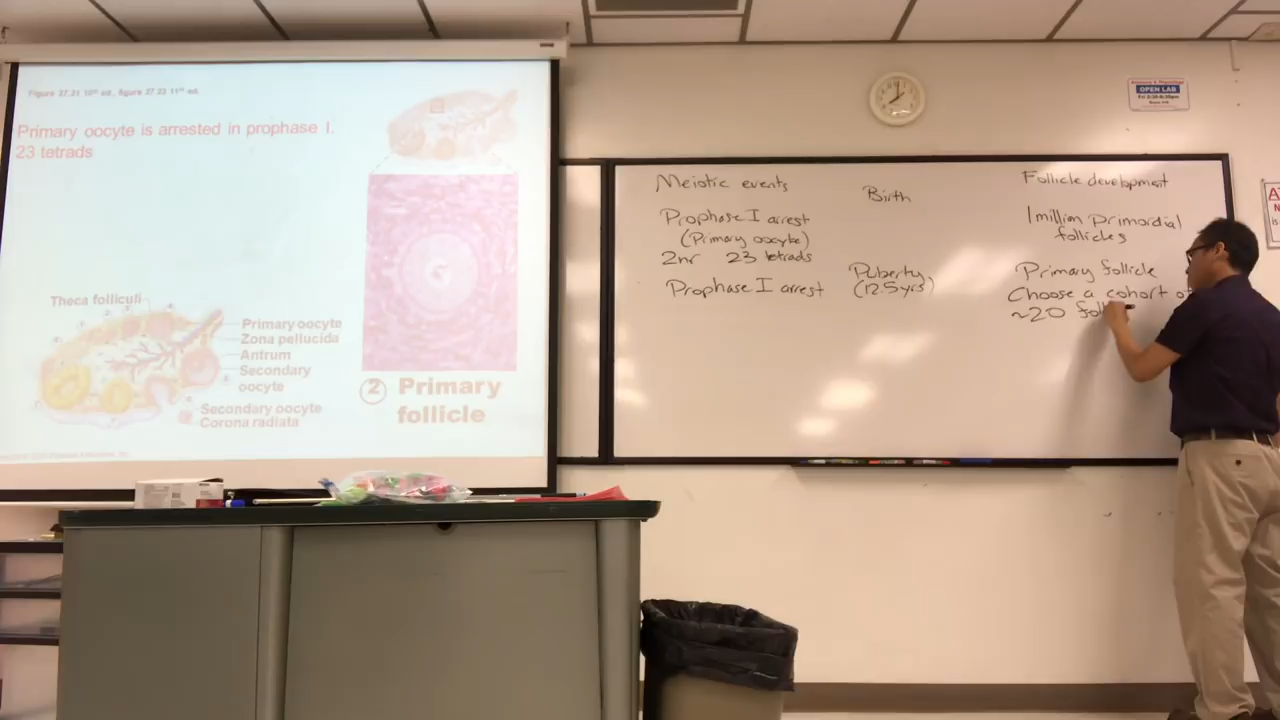 Figure 27.21 10th ed., figure 27.22 11th ed.
Primary oocyte is arrested in prophase I.
23 tetrads
Theca folliculi
Primary oocyte
Zona pellucida
Antrum
Secondary
oocyte
Secondary oocyte
Corona radiata
2 Primary
follicle
Meiotic events
Birth
Follicle development
Prophase I arrest
(Primary oocyte)
2nr 23 tetrads
1 million primordial
follicles
Prophase I arrest
Puberty
(12.5yrs)
Primary follicle
Choose a cohort o
~20 foll
OPEN LAB